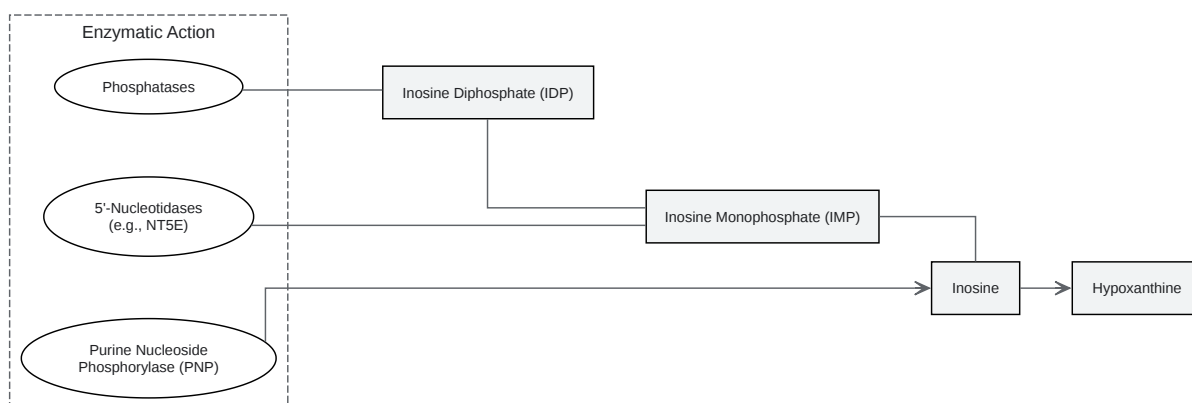 Enzymatic Action
Phosphatases
Inosine Diphosphate (IDP)
5'-Nucleotidases
(e.g., NT5E)
Inosine Monophosphate (IMP)
Inosine
Hypoxanthine
Purine Nucleoside
Phosphorylase (PNP)